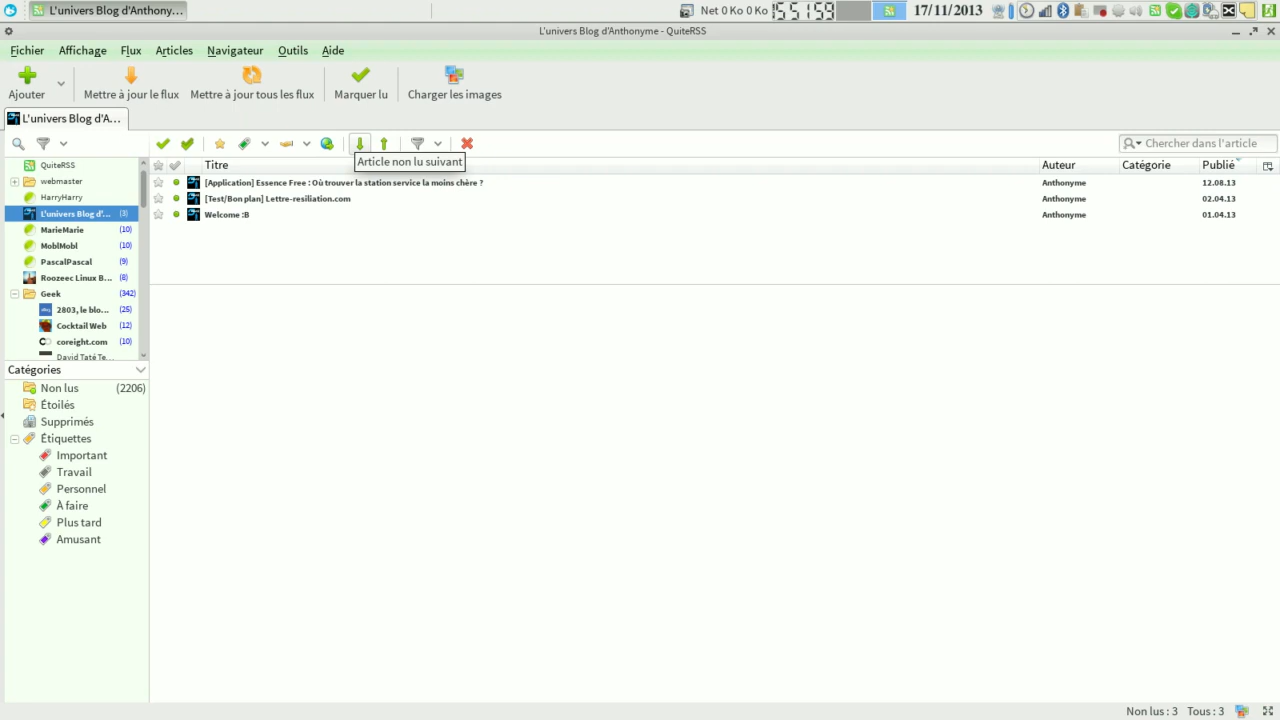 L'univers Blog d'Anthony...
Net 0 Ko 0 Ko
55159
17/11/2013
L'univers Blog d'Anthonyme - QuiteRSS
Fichier Affichage Flux Articles Navigateur Outils Aide
Ajouter Mettre à jour le flux Mettre à jour tous les flux Marquer lu Charger les images
L'univers Blog d'A...
Chercher dans l'article
Article non lu suivant
Titre Auteur Catégorie Publié
[Application] Essence Free : Où trouver la station service la moins chère ? Anthonyme 12.08.13
[Test/Bon plan] Lettre-resiliation.com Anthonyme 02.04.13
Welcome :B Anthonyme 01.04.13
QuiteRSS
webmaster
HarryHarry
L'univers Blog d'... (3)
MarieMarie (10)
MoblMobl (10)
PascalPascal (9)
Roozeec Linux B... (8)
Geek (342)
2803, le blo... (25)
Cocktail Web (12)
coreight.com (10)
David Taté Te...
Catégories
Non lus (2206)
Étoilés
Supprimés
Étiquettes
Important
Travail
Personnel
À faire
Plus tard
Amusant
Non lus : 3 Tous : 3